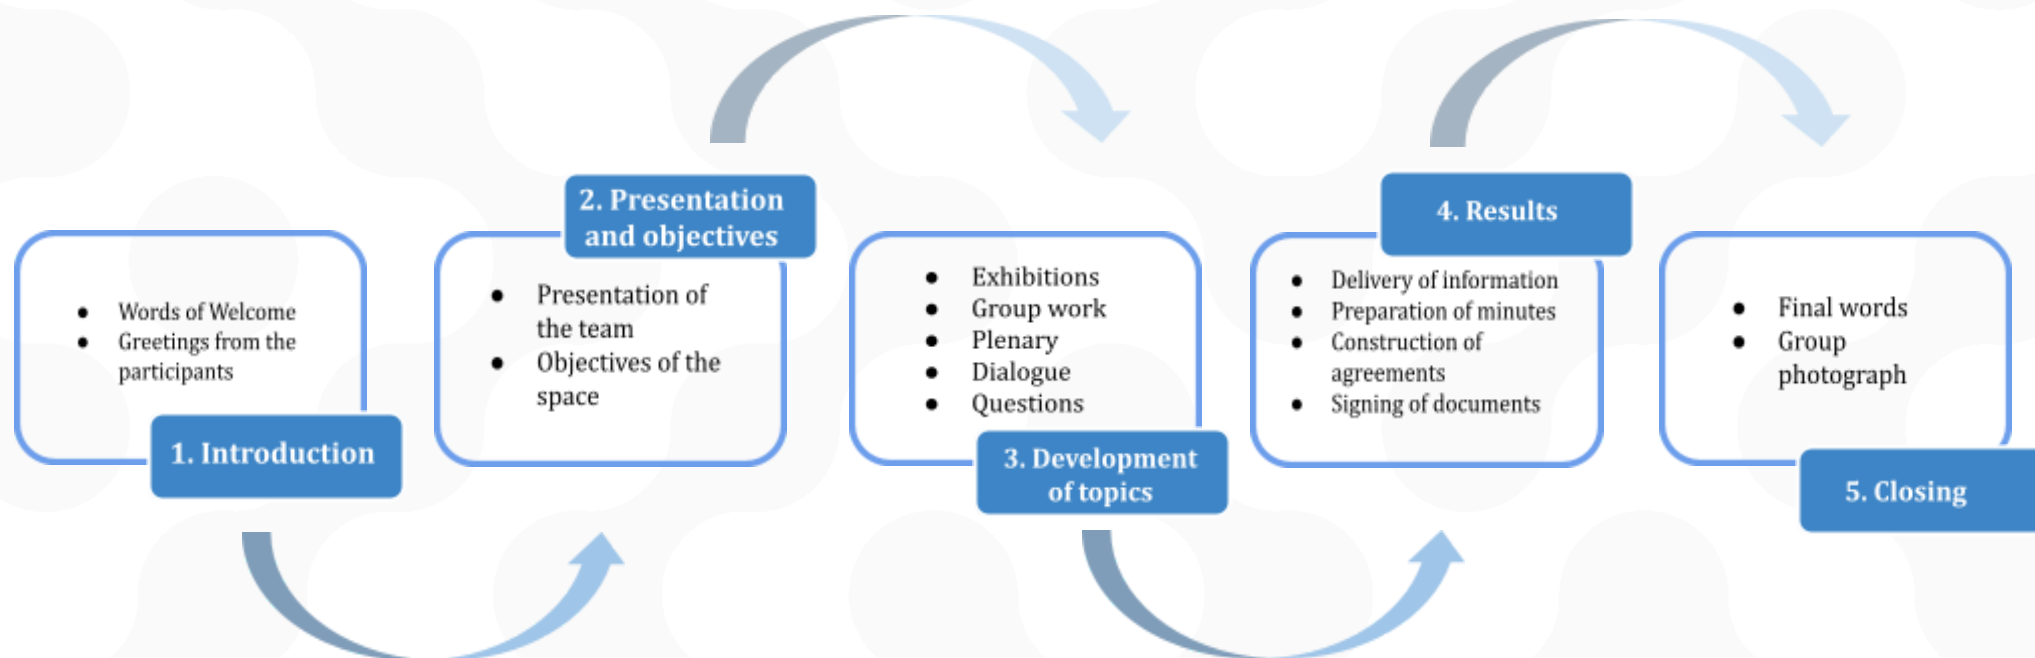 ● Words of Welcome
● Greetings from the
participants
1. Introduction
2. Presentation
and objectives
● Presentation of
the team
● Objectives of the
space
● Exhibitions
● Group work
● Plenary
● Dialogue
● Questions
3. Development
of topics
4. Results
● Delivery of information
● Preparation of minutes
● Construction of
agreements
● Signing of documents
● Final words
● Group
photograph
5. Closing